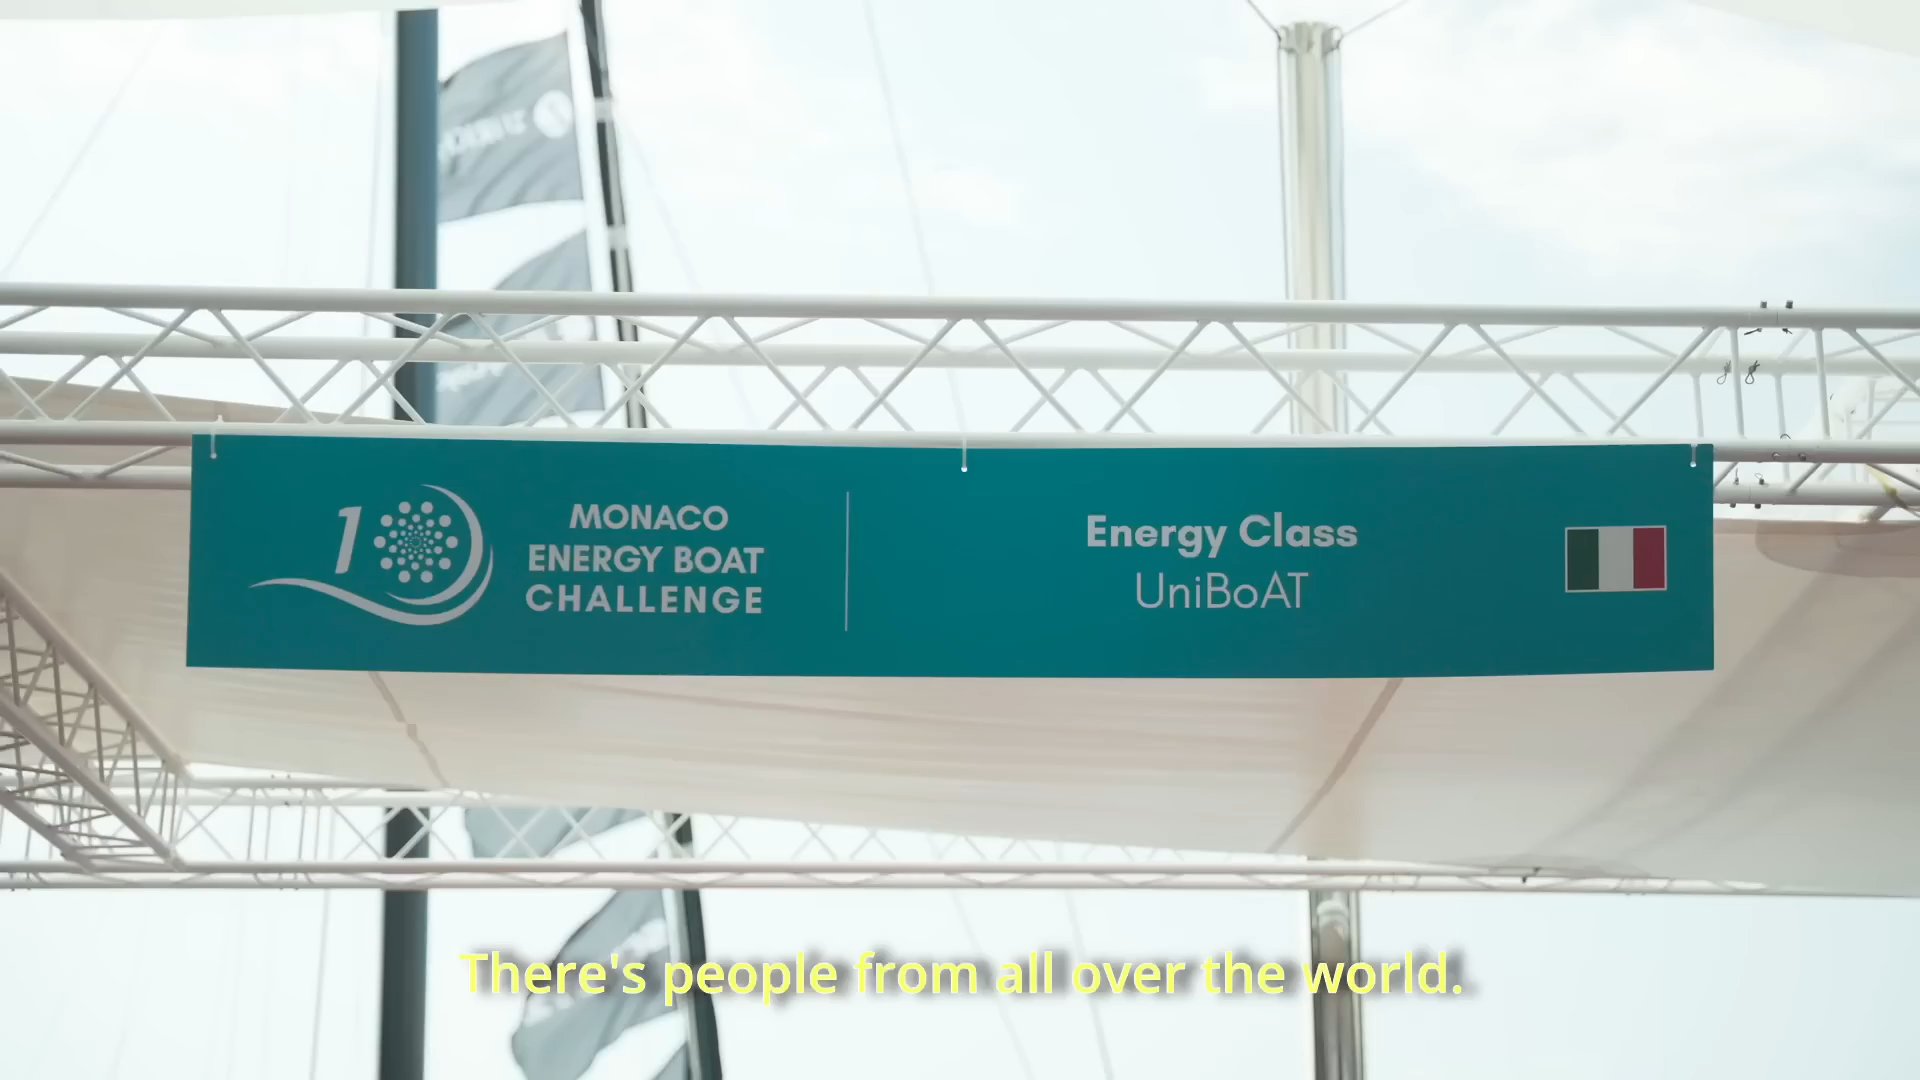 10
MONACO
ENERGY BOAT
CHALLENGE
Energy Class
UniBoAT
There's people from all over the world.